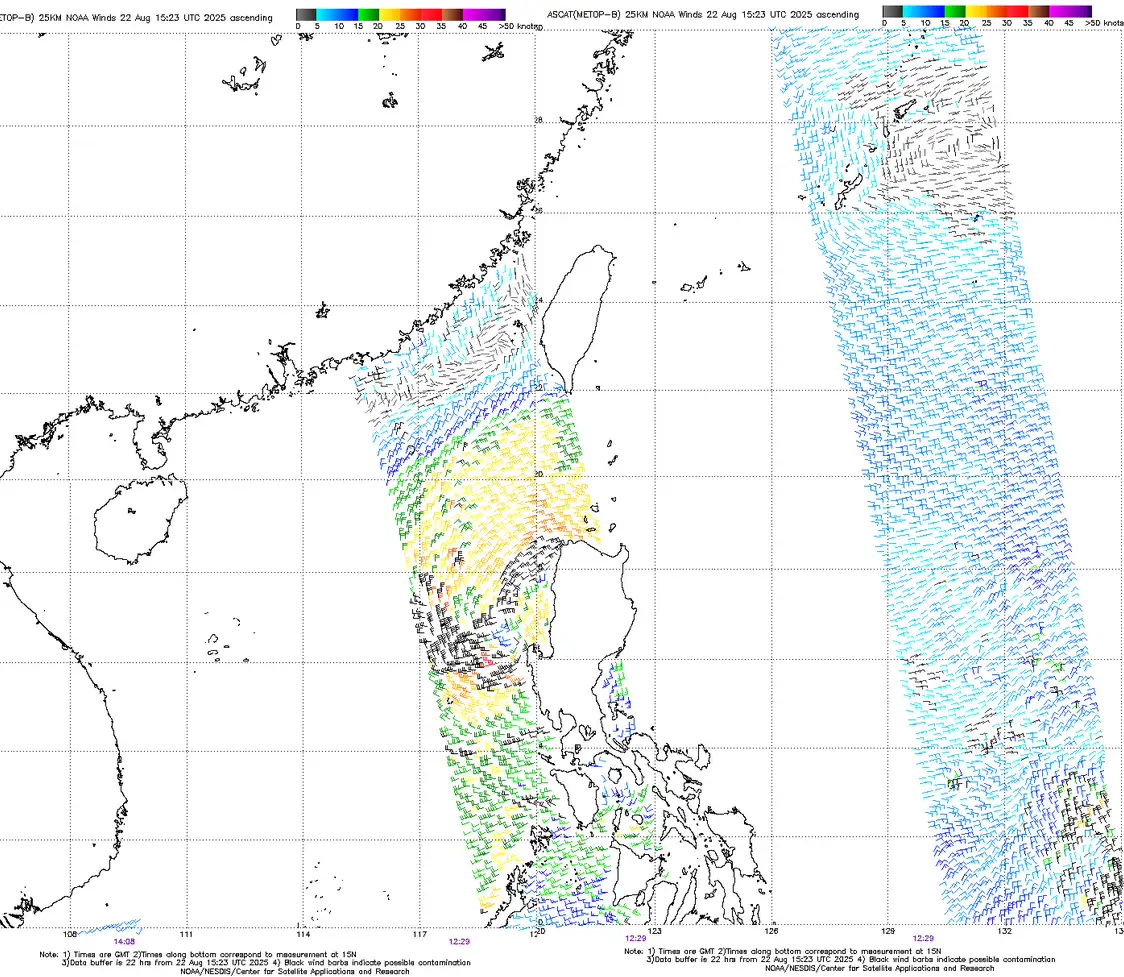 ETOP-B) 25KM NOAA Winds 22 Aug 15:23 UTC 2025 ascending
0 5 10 15 20 25 30 35 40 45 >50 knots
ASCAT(METOP-B) 25KM NOAA Winds 22 Aug 15:23 UTC 2025 ascending
0 5 10 15 20 25 30 35 40 45 >50 knots
28
26
24
22
20
108 111 114 117 120 123 126 129 132 13
14:08 12:29 12:29 12:29
Note: 1) Times are GMT 2)Times along bottom correspond to measurement at 15N
3)Data buffer is 22 hrs from 22 Aug 15:23 UTC 2025 4) Black wind barbs indicate possible contamination
NOAA/NESDIS/Center for Satellite Applications and Research
Note: 1) Times are GMT 2)Times along bottom correspond to measurement at 15N
3)Data buffer is 22 hrs from 22 Aug 15:23 UTC 2025 4) Black wind barbs indicate possible contamination
NOAA/NESDIS/Center for Satellite Applications and Research